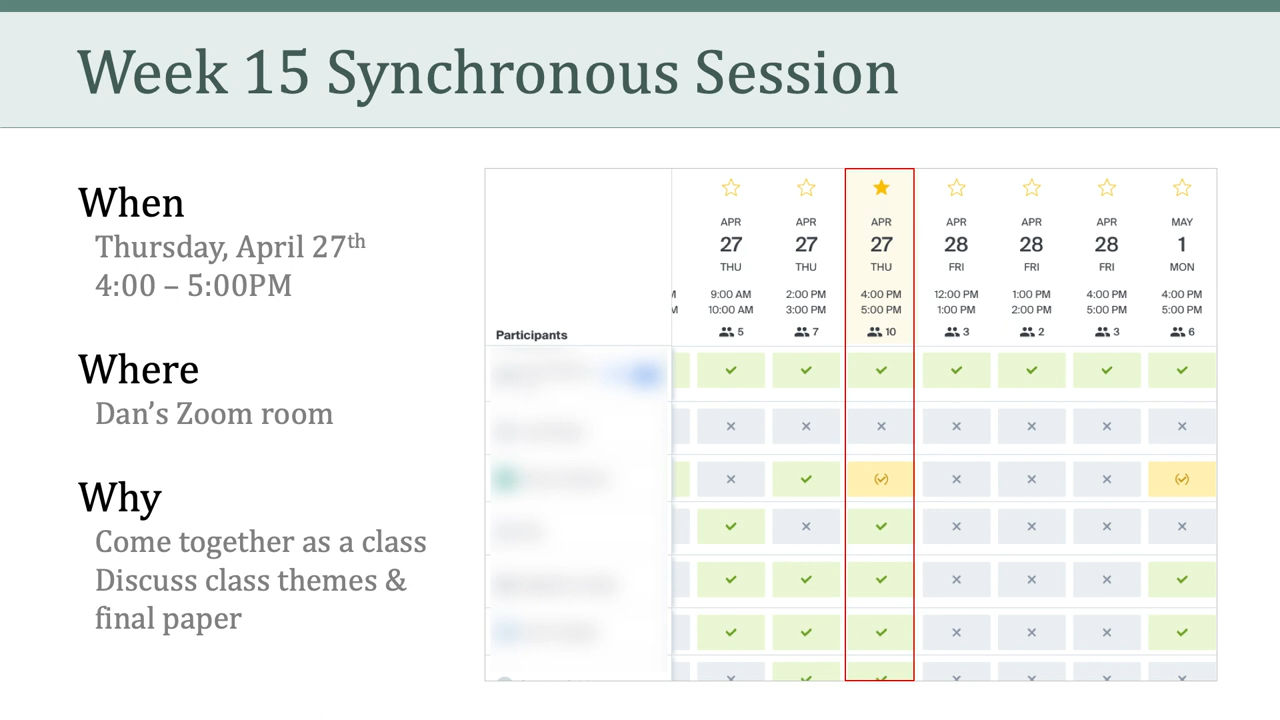 Week 15 Synchronous Session
When
Thursday, April 27th
4:00 – 5:00PM
Where
Dan's Zoom room
Why
Come together as a class
Discuss class themes &
final paper
APR APR APR APR APR APR MAY
27 27 27 28 28 28 1
THU THU THU FRI FRI FRI MON
M 9:00 AM 2:00 PM 4:00 PM 12:00 PM 1:00 PM 4:00 PM 4:00 PM
M 10:00 AM 3:00 PM 5:00 PM 1:00 PM 2:00 PM 5:00 PM 5:00 PM
Participants 5 7 10 3 2 3 6